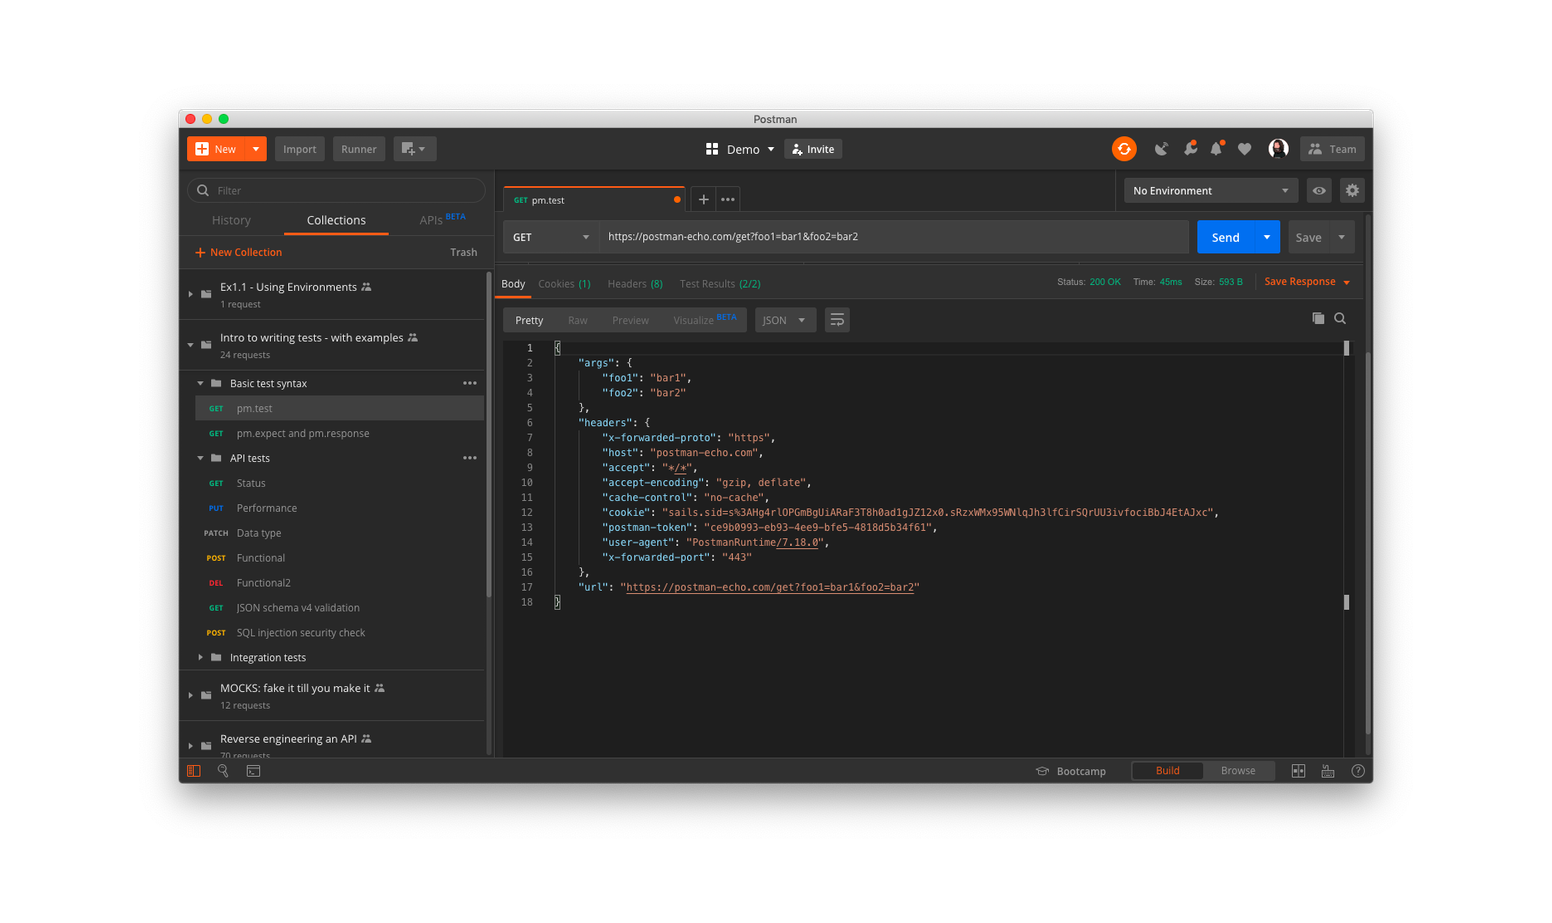 Postman
New
Import
Runner
Demo
Invite
Team
Filter
History
Collections
APIs BETA
New Collection
Trash
Ex1.1 - Using Environments
1 request
Intro to writing tests - with examples
24 requests
Basic test syntax
GET pm.test
GET pm.expect and pm.response
API tests
GET Status
PUT Performance
PATCH Data type
POST Functional
DEL Functional2
GET JSON schema v4 validation
POST SQL injection security check
Integration tests
MOCKS: fake it till you make it
12 requests
Reverse engineering an API
70 requests
GET pm.test
No Environment
GET
https://postman-echo.com/get?foo1=bar1&foo2=bar2
Send
Save
Body
Cookies (1)
Headers (8)
Test Results (2/2)
Status: 200 OK
Time: 45ms
Size: 593 B
Save Response
Pretty
Raw
Preview
Visualize BETA
JSON
1 {
2 "args": {
3 "foo1": "bar1",
4 "foo2": "bar2"
5 },
6 "headers": {
7 "x-forwarded-proto": "https",
8 "host": "postman-echo.com",
9 "accept": "*/*",
10 "accept-encoding": "gzip, deflate",
11 "cache-control": "no-cache",
12 "cookie": "sails.sid=s%3AHg4rlOPGmBgUiARaF3T8h0ad1gJZ12x0.sRzxWMx95WNlqJh3lfCirSQrUU3ivfociBbJ4EtAJxc",
13 "postman-token": "ce9b0993-eb93-4ee9-bfe5-4818d5b34f61",
14 "user-agent": "PostmanRuntime/7.18.0",
15 "x-forwarded-port": "443"
16 },
17 "url": "https://postman-echo.com/get?foo1=bar1&foo2=bar2"
18 }
Bootcamp
Build
Browse